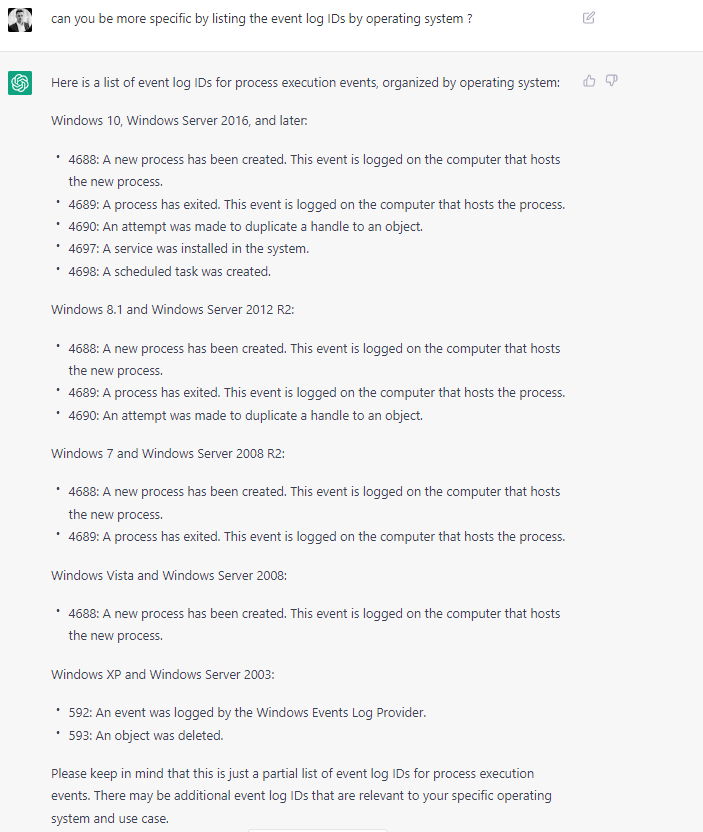 can you be more specific by listing the event log IDs by operating system ?
Here is a list of event log IDs for process execution events, organized by operating system:
Windows 10, Windows Server 2016, and later:
• 4688: A new process has been created. This event is logged on the computer that hosts
the new process.
• 4689: A process has exited. This event is logged on the computer that hosts the process.
• 4690: An attempt was made to duplicate a handle to an object.
• 4697: A service was installed in the system.
• 4698: A scheduled task was created.
Windows 8.1 and Windows Server 2012 R2:
• 4688: A new process has been created. This event is logged on the computer that hosts
the new process.
• 4689: A process has exited. This event is logged on the computer that hosts the process.
• 4690: An attempt was made to duplicate a handle to an object.
Windows 7 and Windows Server 2008 R2:
• 4688: A new process has been created. This event is logged on the computer that hosts
the new process.
• 4689: A process has exited. This event is logged on the computer that hosts the process.
Windows Vista and Windows Server 2008:
• 4688: A new process has been created. This event is logged on the computer that hosts
the new process.
Windows XP and Windows Server 2003:
• 592: An event was logged by the Windows Events Log Provider.
• 593: An object was deleted.
Please keep in mind that this is just a partial list of event log IDs for process execution
events. There may be additional event log IDs that are relevant to your specific operating
system and use case.